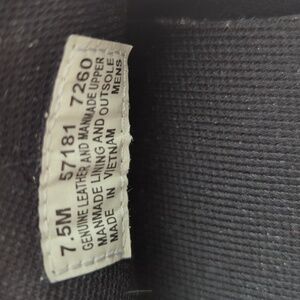 7.5M 57181 7260
GENUINE LEATHER AND MANMADE UPPER
MANMADE LINING AND OUTSOLE
MADE IN VIETNAM MENS